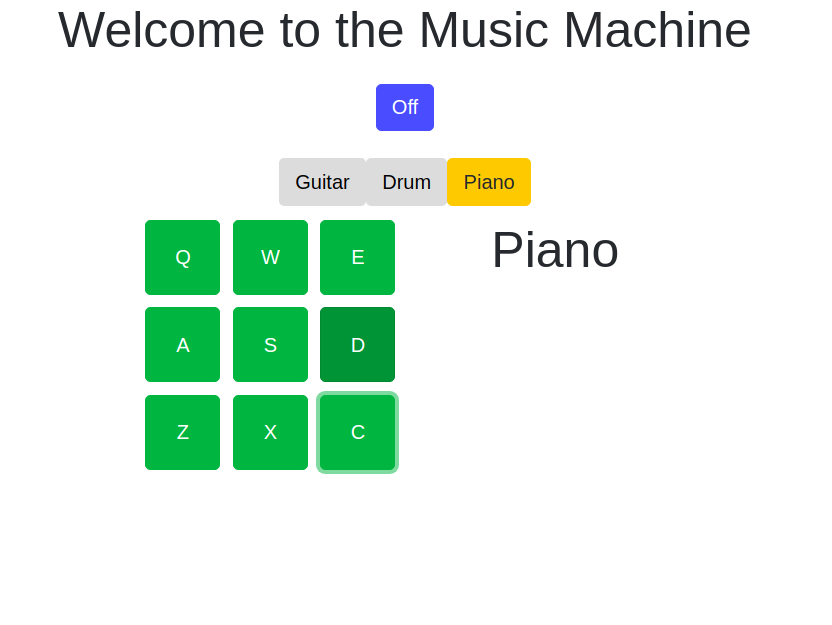 Welcome to the Music Machine
Off
Guitar Drum Piano
Q W E
Piano
A S D
Z X C